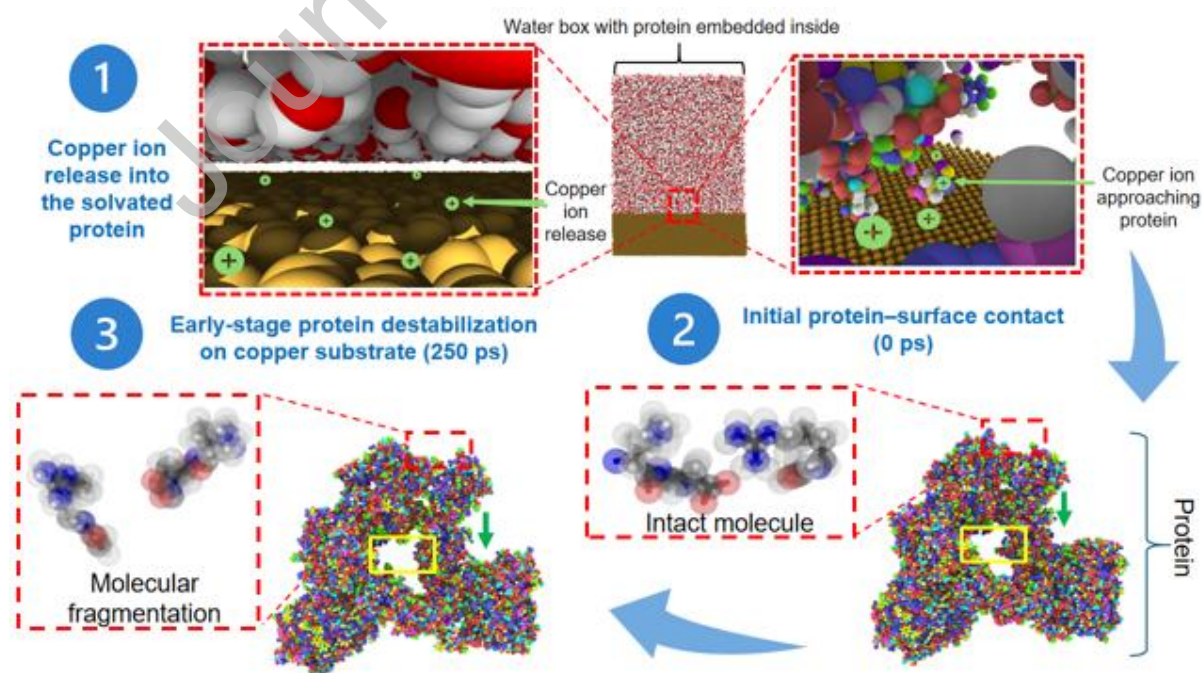 Water box with protein embedded inside
1
Copper ion
release into
the solvated
protein
Copper
ion
release
Copper ion
approaching
protein
3
Early-stage protein destabilization
on copper substrate (250 ps)
2
Initial protein–surface contact
(0 ps)
Molecular
fragmentation
Intact molecule
Protein
Journ